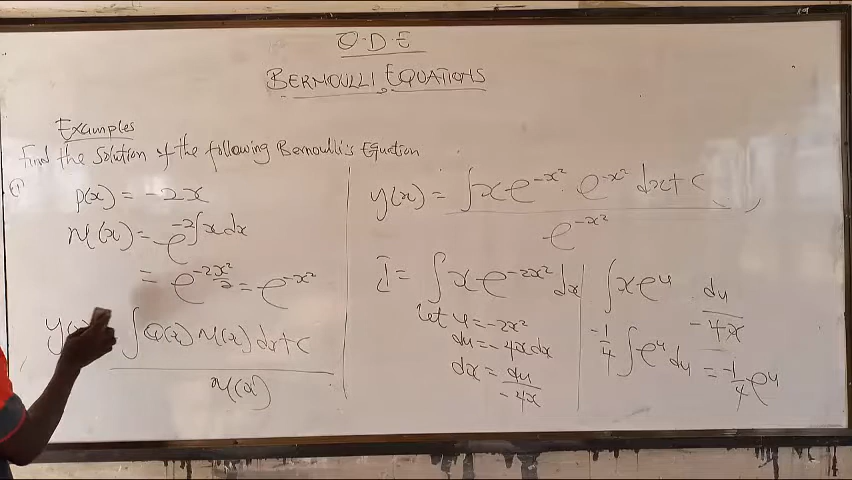 O.D.E
BERNOULLI EQUATIONS
Examples
Find the Solution of the following Bernoulli's Equation
①
p(x) = -2x
μ(x) = e^{-2∫x dx}
= e^{-2x²/2} = e^{-x²}
∫Q(x) μ(x) dx + c
μ(x)
y(x) = ∫x e^{-x²} · e^{-x²} dx + c
e^{-x²}
I = ∫x e^{-2x²} dx
let u = -2x²
du = -4x dx
dx = du/-4x
∫x e^u du/-4x
-1/4 ∫e^u du = -1/4 e^u